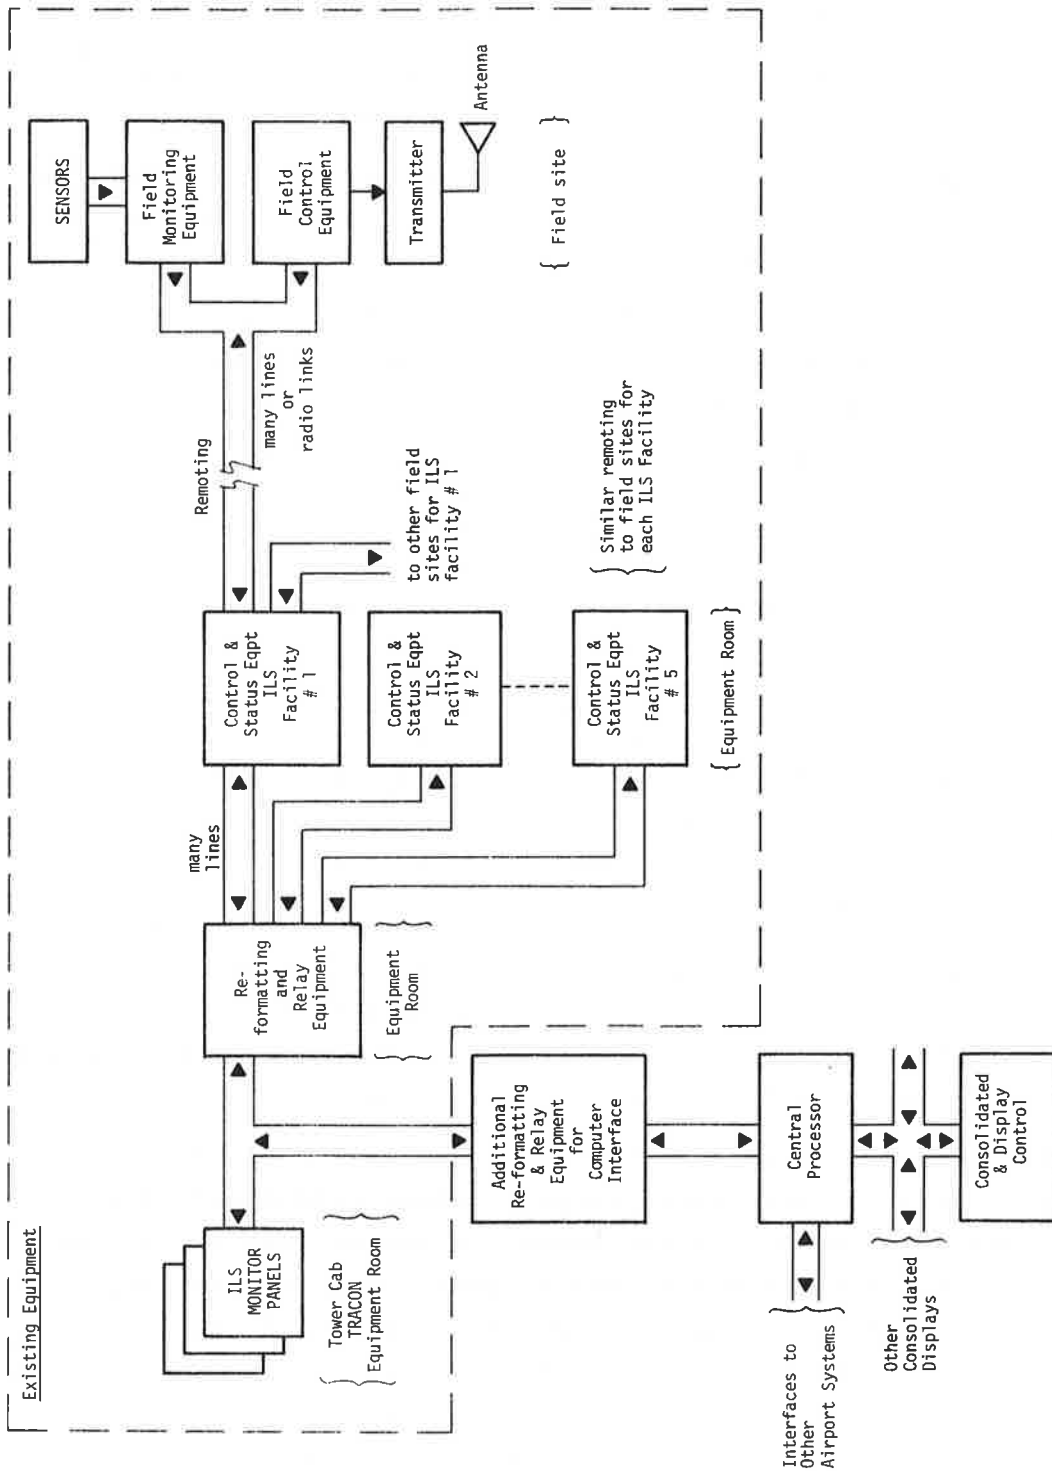 Existing Equipment
ILS
MONITOR
PANELS
Tower Cab
TRACON
Equipment Room
Re-
formatting
and
Relay
Equipment
Equipment
Room
many
lines
Control &
Status Eqpt
ILS
Facility
# 1
Control &
Status Eqpt
ILS
Facility
# 2
Control &
Status Eqpt
ILS
Facility
# 5
Equipment Room
Remoting
many lines
or
radio links
to other field
sites for ILS
facility # 1
Similar remoting
to field sites for
each ILS Facility
SENSORS
Field
Monitoring
Equipment
Field
Control
Equipment
Transmitter
Antenna
Field site
Additional
Re-formatting
& Relay
Equipment
for
Computer
Interface
Central
Processor
Consolidated
& Display
Control
Interfaces to
Other
Airport Systems
Other
Consolidated
Displays